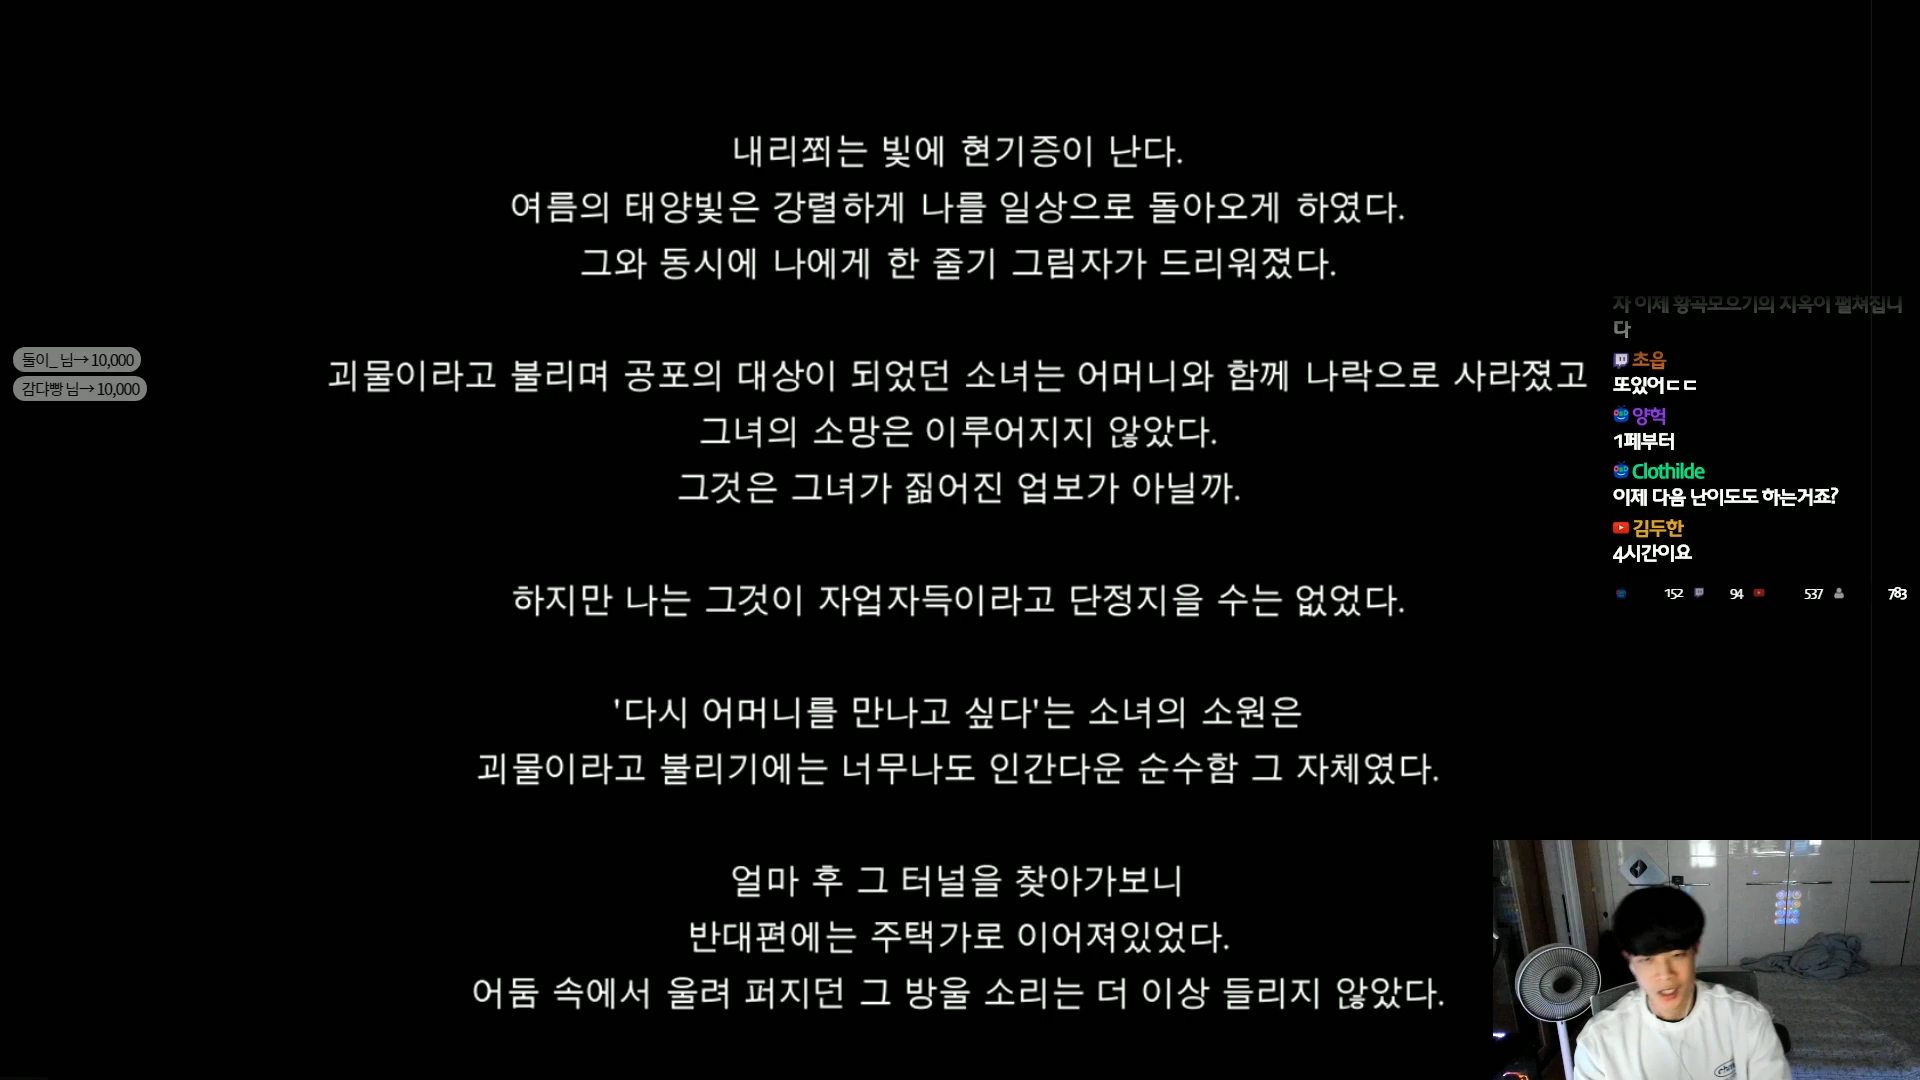 내리쬐는 빛에 현기증이 난다.
여름의 태양빛은 강렬하게 나를 일상으로 돌아오게 하였다.
그와 동시에 나에게 한 줄기 그림자가 드리워졌다.
괴물이라고 불리며 공포의 대상이 되었던 소녀는 어머니와 함께 나락으로 사라졌고
그녀의 소망은 이루어지지 않았다.
그것은 그녀가 짊어진 업보가 아닐까.
하지만 나는 그것이 자업자득이라고 단정지을 수는 없었다.
'다시 어머니를 만나고 싶다'는 소녀의 소원은
괴물이라고 불리기에는 너무나도 인간다운 순수함 그 자체였다.
얼마 후 그 터널을 찾아가보니
반대편에는 주택가로 이어져있었다.
어둠 속에서 울려 퍼지던 그 방울 소리는 더 이상 들리지 않았다.
둘이_ 님→ 10,000
감댜빵 님→ 10,000
자 이제 황곡모으기의 지옥이 펼쳐집니
다
초읍
또있어ㄷㄷ
양헉
1폐부터
Clothilde
이제 다음 난이도도 하는거죠?
김두한
4시간이요
152 94 537 783